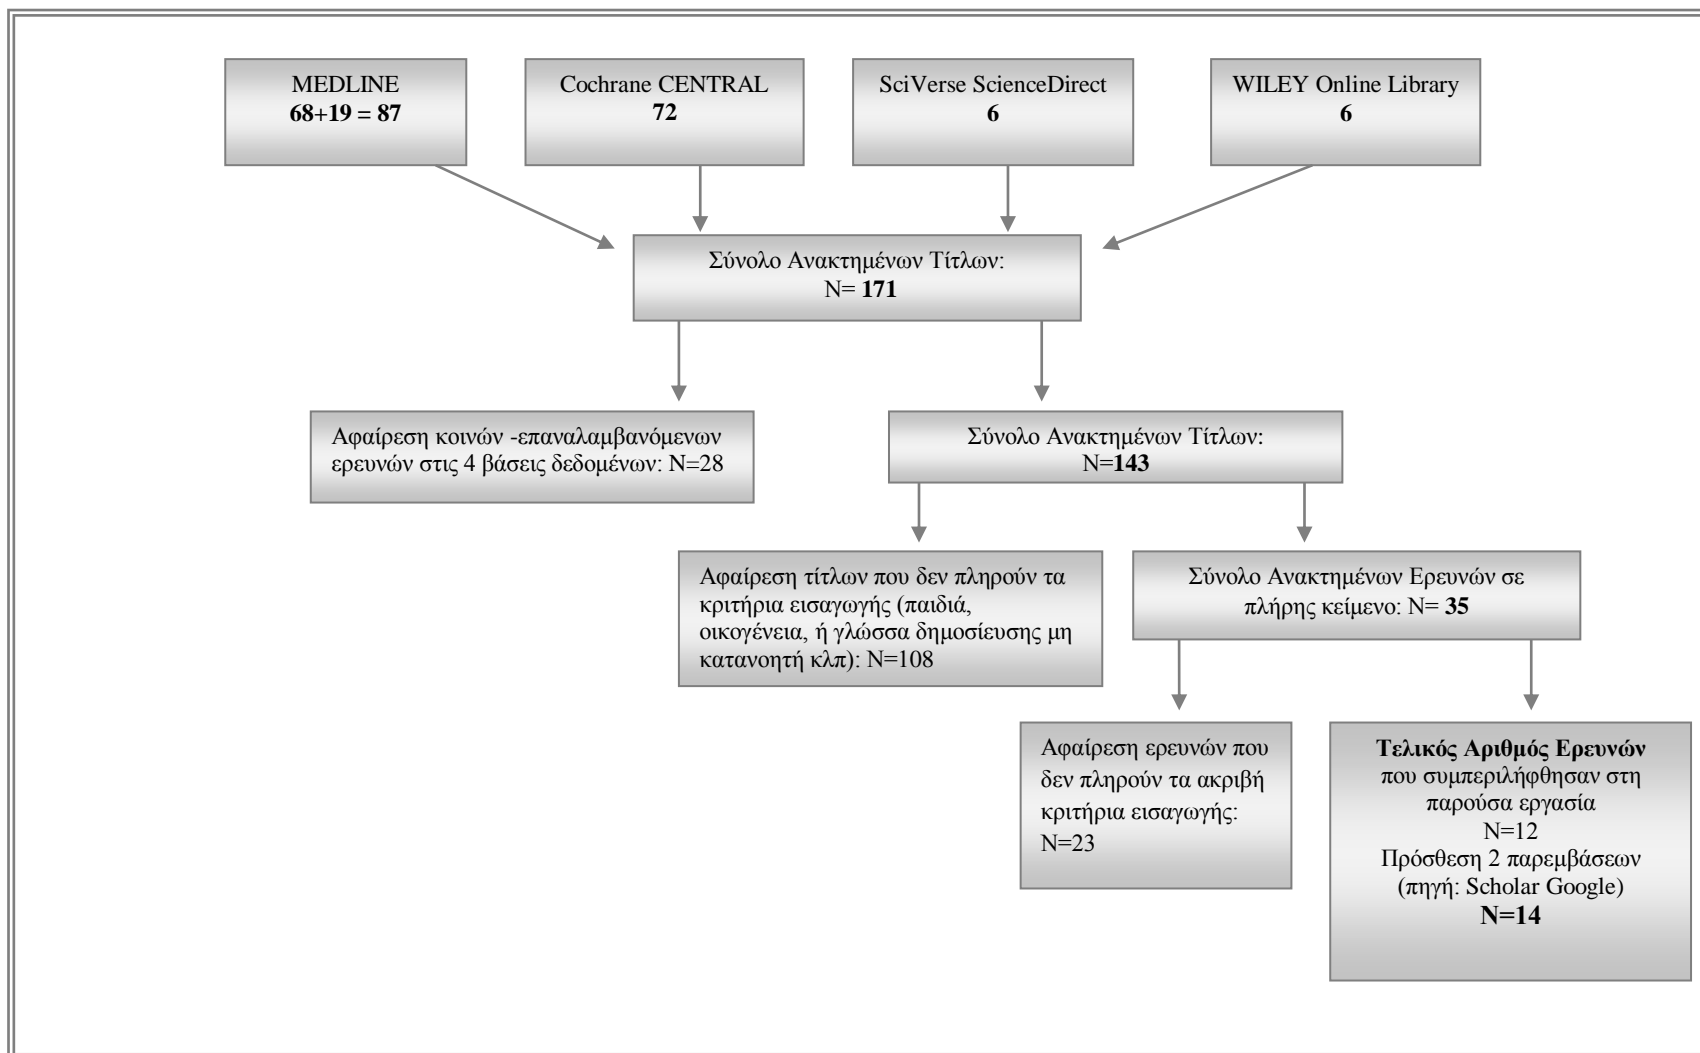 MEDLINE
68+19 = 87
Cochrane CENTRAL
72
SciVerse ScienceDirect
6
WILEY Online Library
6
Σύνολο Ανακτημένων Τίτλων:
Ν= 171
Αφαίρεση κοινών -επαναλαμβανόμενων
ερευνών στις 4 βάσεις δεδομένων: Ν=28
Σύνολο Ανακτημένων Τίτλων:
Ν=143
Αφαίρεση τίτλων που δεν πληρούν τα
κριτήρια εισαγωγής (παιδιά,
οικογένεια, ή γλώσσα δημοσίευσης μη
κατανοητή κλπ): Ν=108
Σύνολο Ανακτημένων Ερευνών σε
πλήρης κείμενο: Ν= 35
Αφαίρεση ερευνών που
δεν πληρούν τα ακριβή
κριτήρια εισαγωγής:
Ν=23
Τελικός Αριθμός Ερευνών
που συμπεριλήφθησαν στη
παρούσα εργασία
Ν=12
Πρόσθεση 2 παρεμβάσεων
(πηγή: Scholar Google)
Ν=14